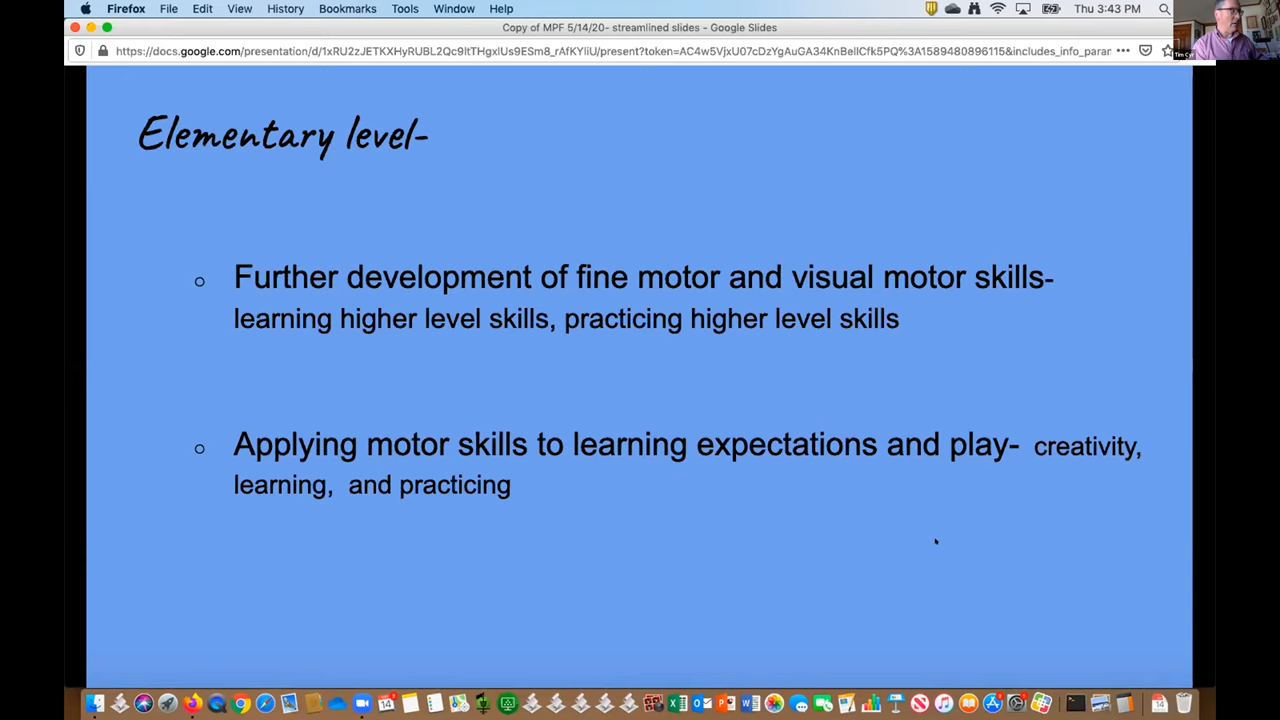 Firefox File Edit View History Bookmarks Tools Window Help Thu 3:43 PM
Copy of MPF 5/14/20- streamlined slides - Google Slides
Tim Cyr
Elementary level-
Further development of fine motor and visual motor skills-
learning higher level skills, practicing higher level skills
Applying motor skills to learning expectations and play- creativity,
learning, and practicing